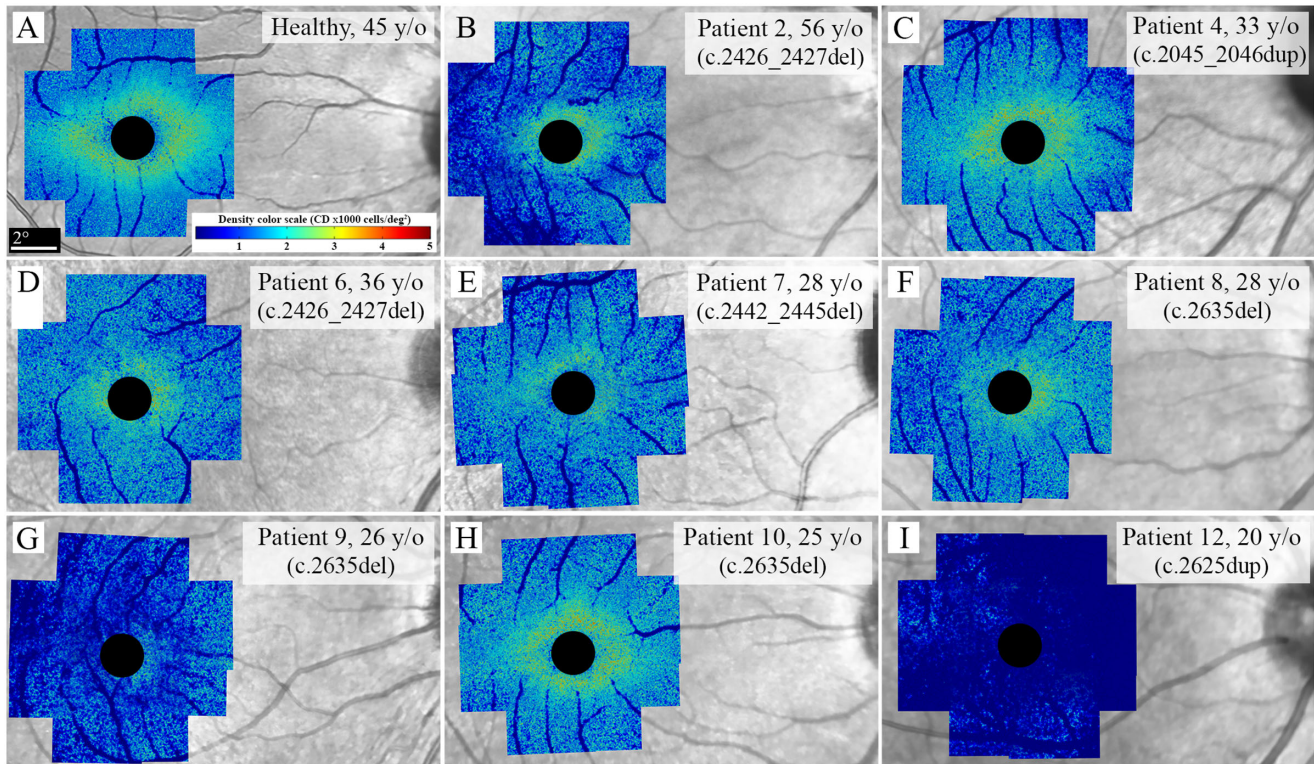 A
Healthy, 45 y/o
Density color scale (CD x1000 cells/deg²)
1 2 3 4 5
2°
B
Patient 2, 56 y/o
(c.2426_2427del)
C
Patient 4, 33 y/o
(c.2045_2046dup)
D
Patient 6, 36 y/o
(c.2426_2427del)
E
Patient 7, 28 y/o
(c.2442_2445del)
F
Patient 8, 28 y/o
(c.2635del)
G
Patient 9, 26 y/o
(c.2635del)
H
Patient 10, 25 y/o
(c.2635del)
I
Patient 12, 20 y/o
(c.2625dup)